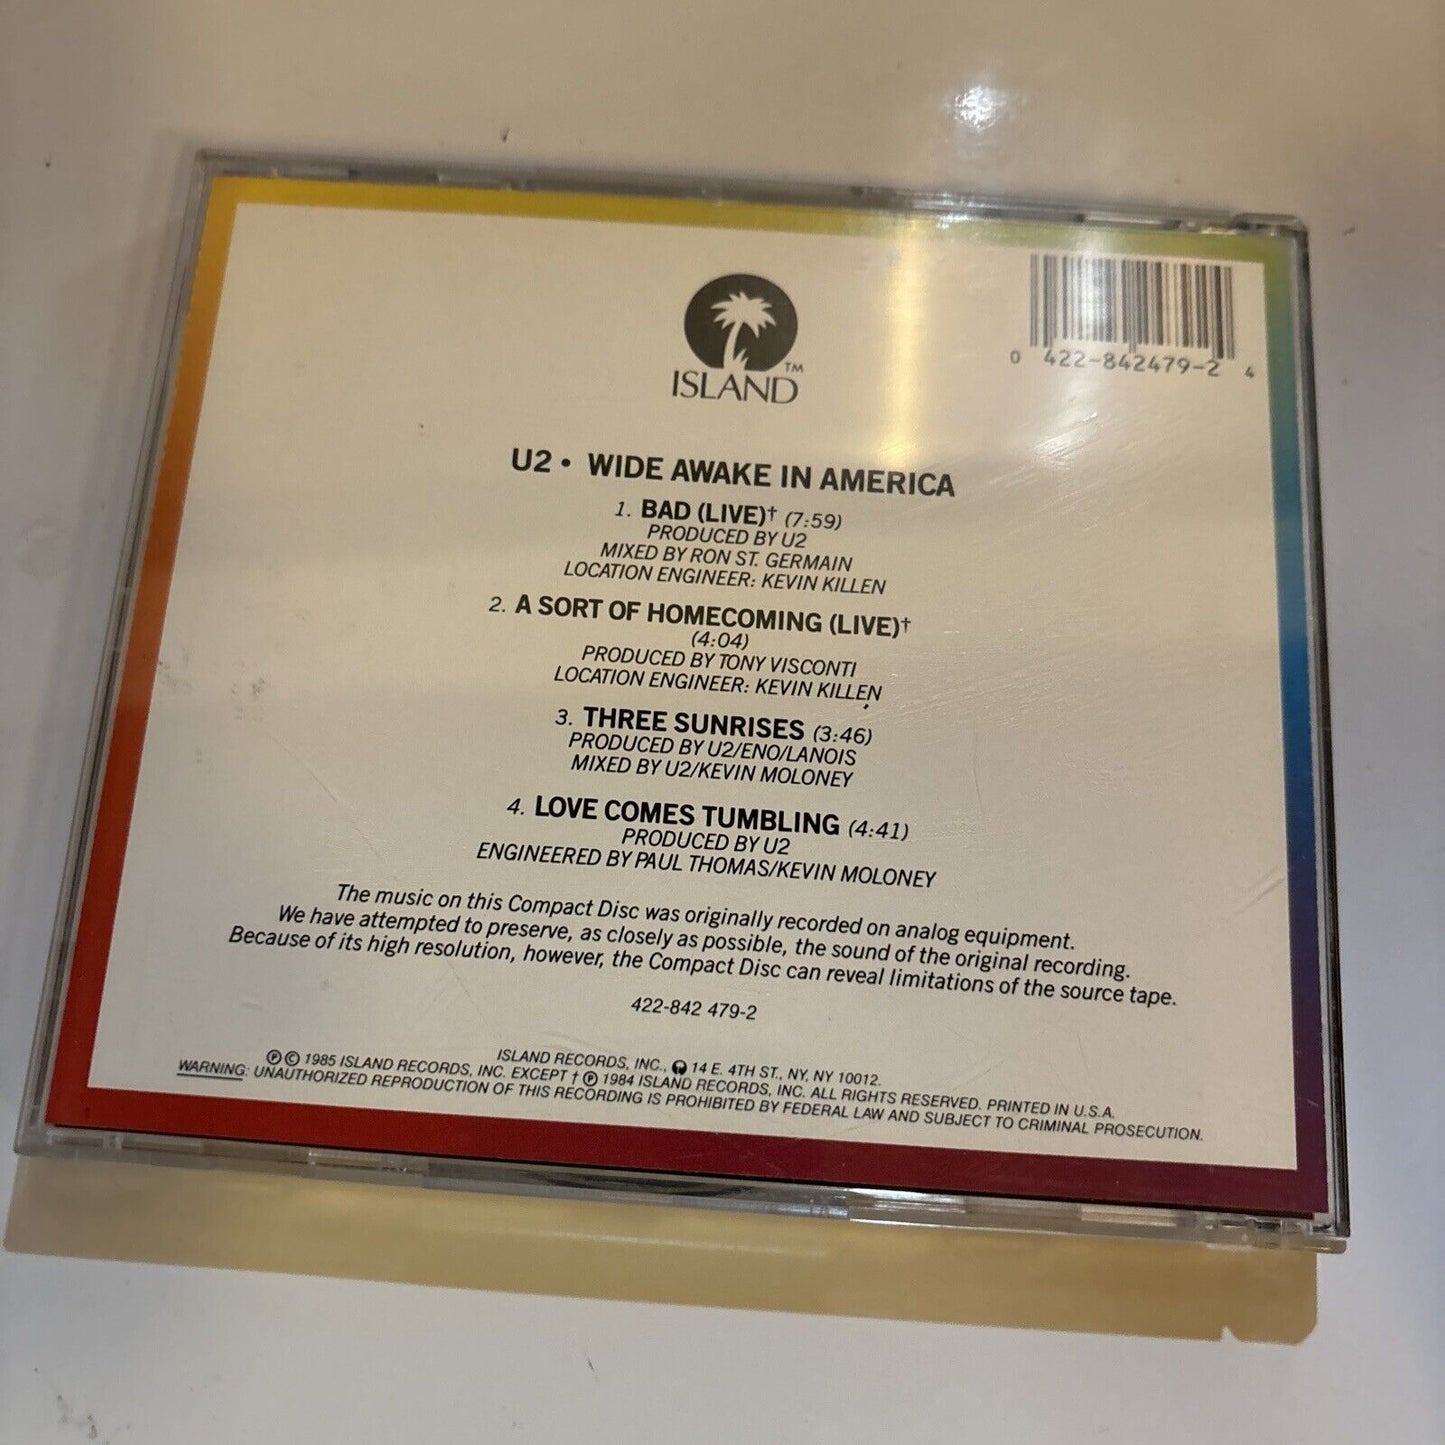 ISLAND™
0 422-842479-2 4
U2 • WIDE AWAKE IN AMERICA
1. BAD (LIVE)† (7:59)
PRODUCED BY U2
MIXED BY RON ST. GERMAIN
LOCATION ENGINEER: KEVIN KILLEN
2. A SORT OF HOMECOMING (LIVE)†
(4:04)
PRODUCED BY TONY VISCONTI
LOCATION ENGINEER: KEVIN KILLEN
3. THREE SUNRISES (3:46)
PRODUCED BY U2/ENO/LANOIS
MIXED BY U2/KEVIN MOLONEY
4. LOVE COMES TUMBLING (4:41)
PRODUCED BY U2
ENGINEERED BY PAUL THOMAS/KEVIN MOLONEY
The music on this Compact Disc was originally recorded on analog equipment.
We have attempted to preserve, as closely as possible, the sound of the original recording.
Because of its high resolution, however, the Compact Disc can reveal limitations of the source tape.
422-842 479-2
ISLAND RECORDS, INC., 14 E. 4TH ST., NY, NY 10012.
℗ © 1985 ISLAND RECORDS, INC. EXCEPT † ℗ 1984 ISLAND RECORDS, INC. ALL RIGHTS RESERVED. PRINTED IN U.S.A.
WARNING: UNAUTHORIZED REPRODUCTION OF THIS RECORDING IS PROHIBITED BY FEDERAL LAW AND SUBJECT TO CRIMINAL PROSECUTION.